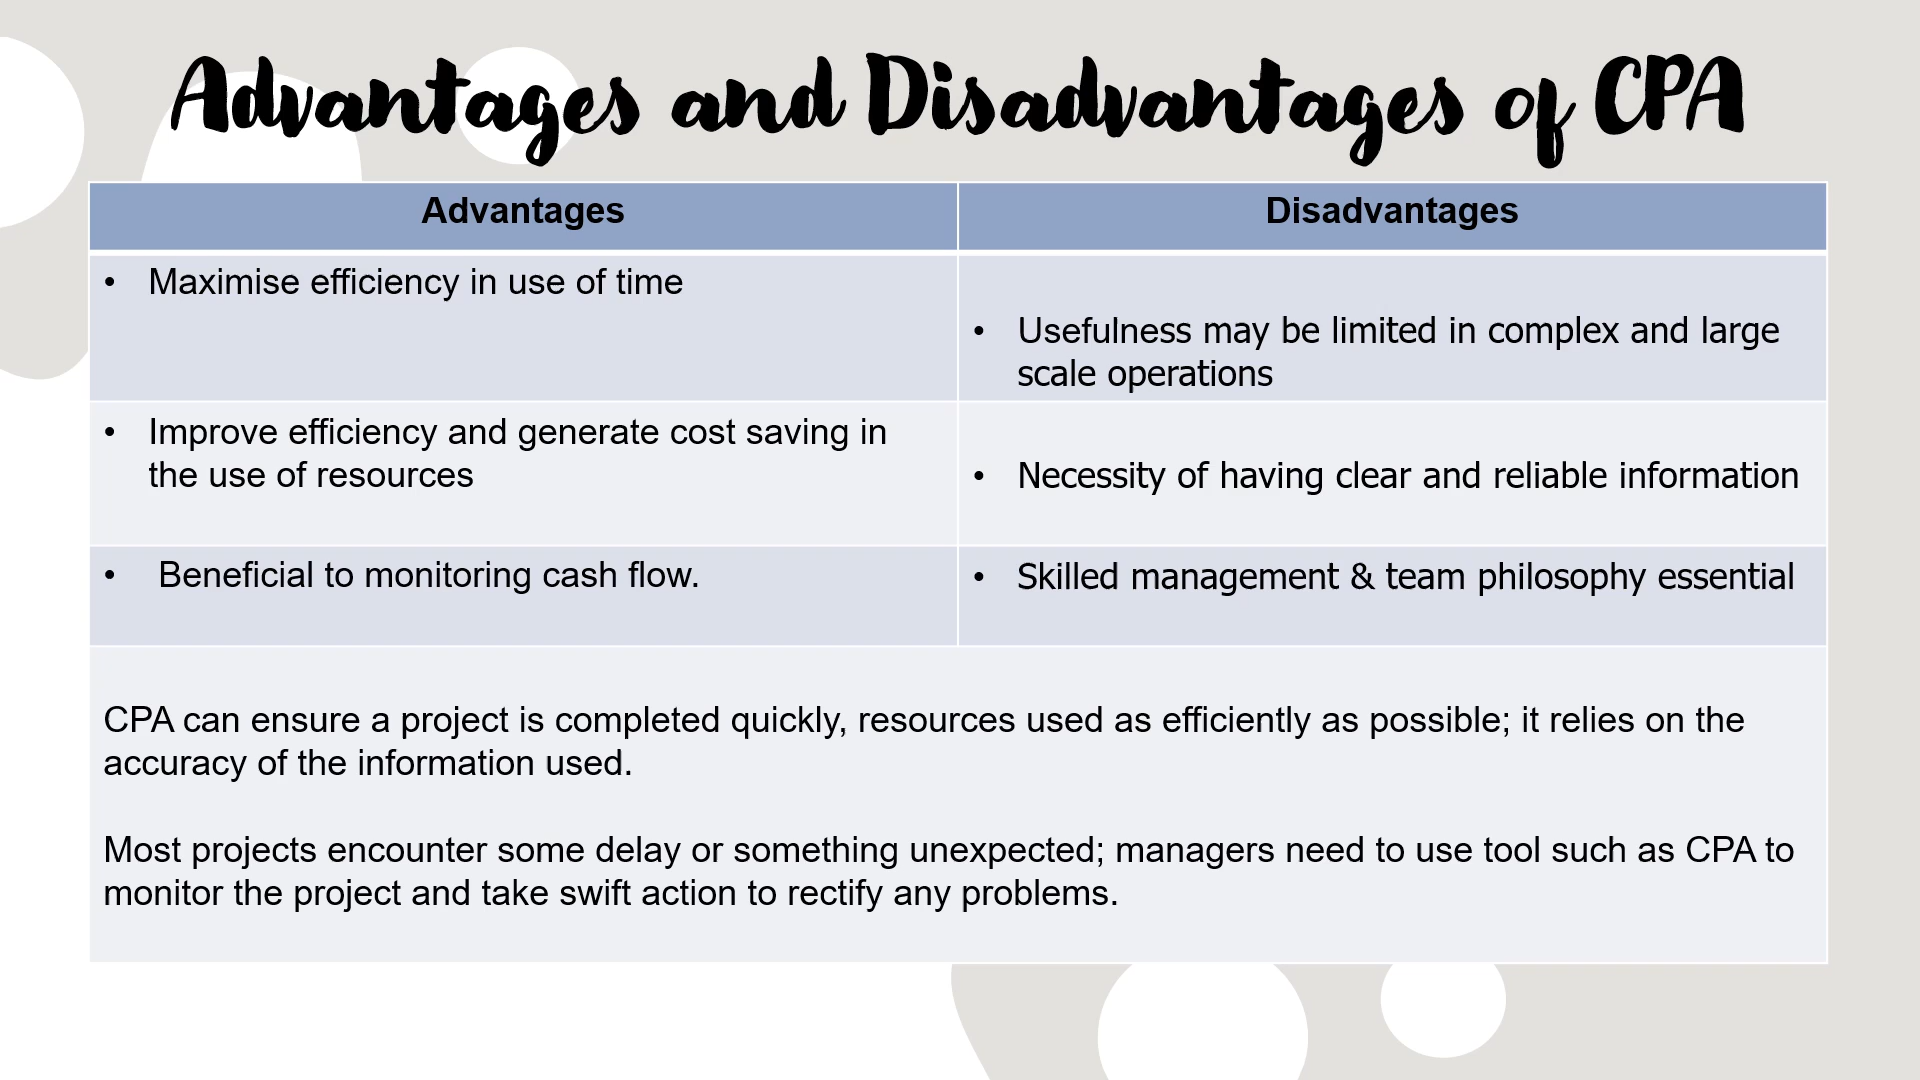 Advantages and Disadvantages of CPA
Advantages
Disadvantages
• Maximise efficiency in use of time
• Usefulness may be limited in complex and large
scale operations
• Improve efficiency and generate cost saving in
the use of resources
• Necessity of having clear and reliable information
• Beneficial to monitoring cash flow.
• Skilled management & team philosophy essential
CPA can ensure a project is completed quickly, resources used as efficiently as possible; it relies on the
accuracy of the information used.
Most projects encounter some delay or something unexpected; managers need to use tool such as CPA to
monitor the project and take swift action to rectify any problems.